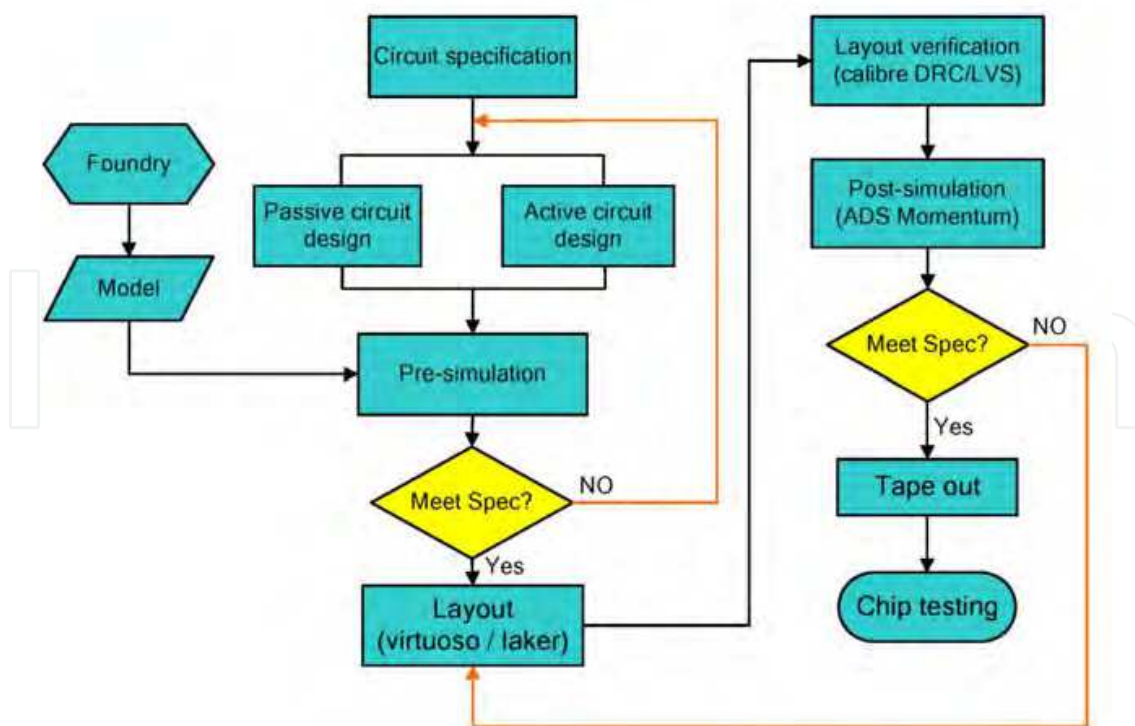 Circuit specification
Foundry
Model
Passive circuit
design
Active circuit
design
Pre-simulation
Meet Spec?
NO
Yes
Layout
(virtuoso / laker)
Layout verification
(calibre DRC/LVS)
Post-simulation
(ADS Momentum)
Meet Spec?
NO
Yes
Tape out
Chip testing